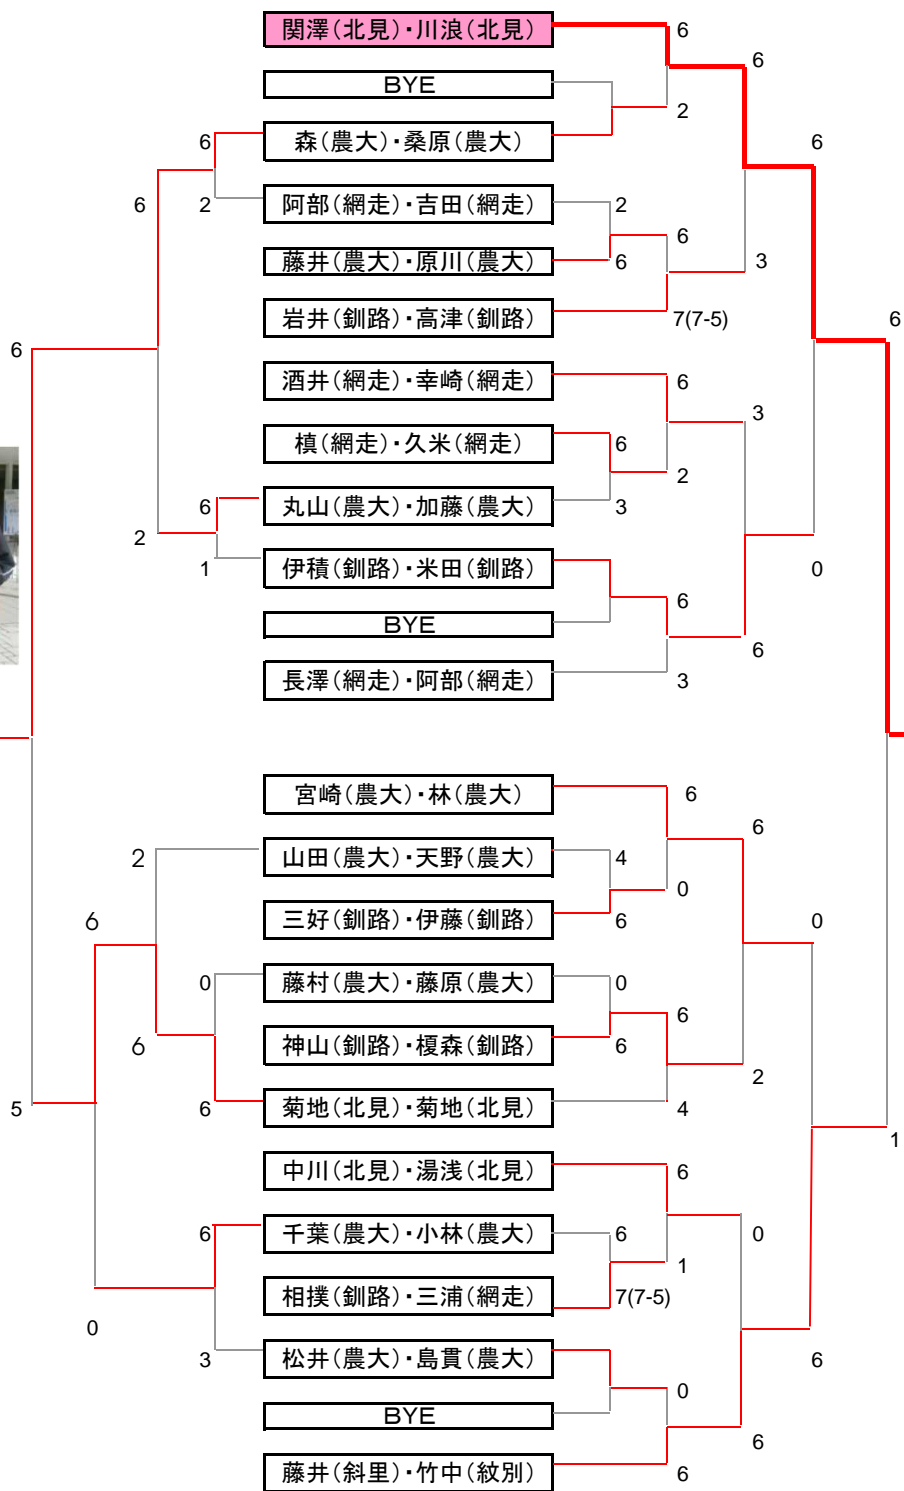 関澤(北見)・川浪(北見)
6
6
BYE
2
6
森(農大)・桑原(農大)
6
6
2
阿部(網走)・吉田(網走)
2
6
藤井(農大)・原川(農大)
6
3
岩井(釧路)・高津(釧路)
7(7-5)
6
6
酒井(網走)・幸崎(網走)
6
3
槙(網走)・久米(網走)
6
2
6
丸山(農大)・加藤(農大)
3
2
1
伊積(釧路)・米田(釧路)
0
6
BYE
6
長澤(網走)・阿部(網走)
3
宮崎(農大)・林(農大)
6
6
2
山田(農大)・天野(農大)
4
0
6
三好(釧路)・伊藤(釧路)
6
0
0
藤村(農大)・藤原(農大)
0
6
6
神山(釧路)・榎森(釧路)
6
2
5
6
菊地(北見)・菊地(北見)
4
1
中川(北見)・湯浅(北見)
6
6
千葉(農大)・小林(農大)
6
0
1
相撲(釧路)・三浦(網走)
7(7-5)
0
3
松井(農大)・島貫(農大)
6
0
BYE
6
藤井(斜里)・竹中(紋別)
6